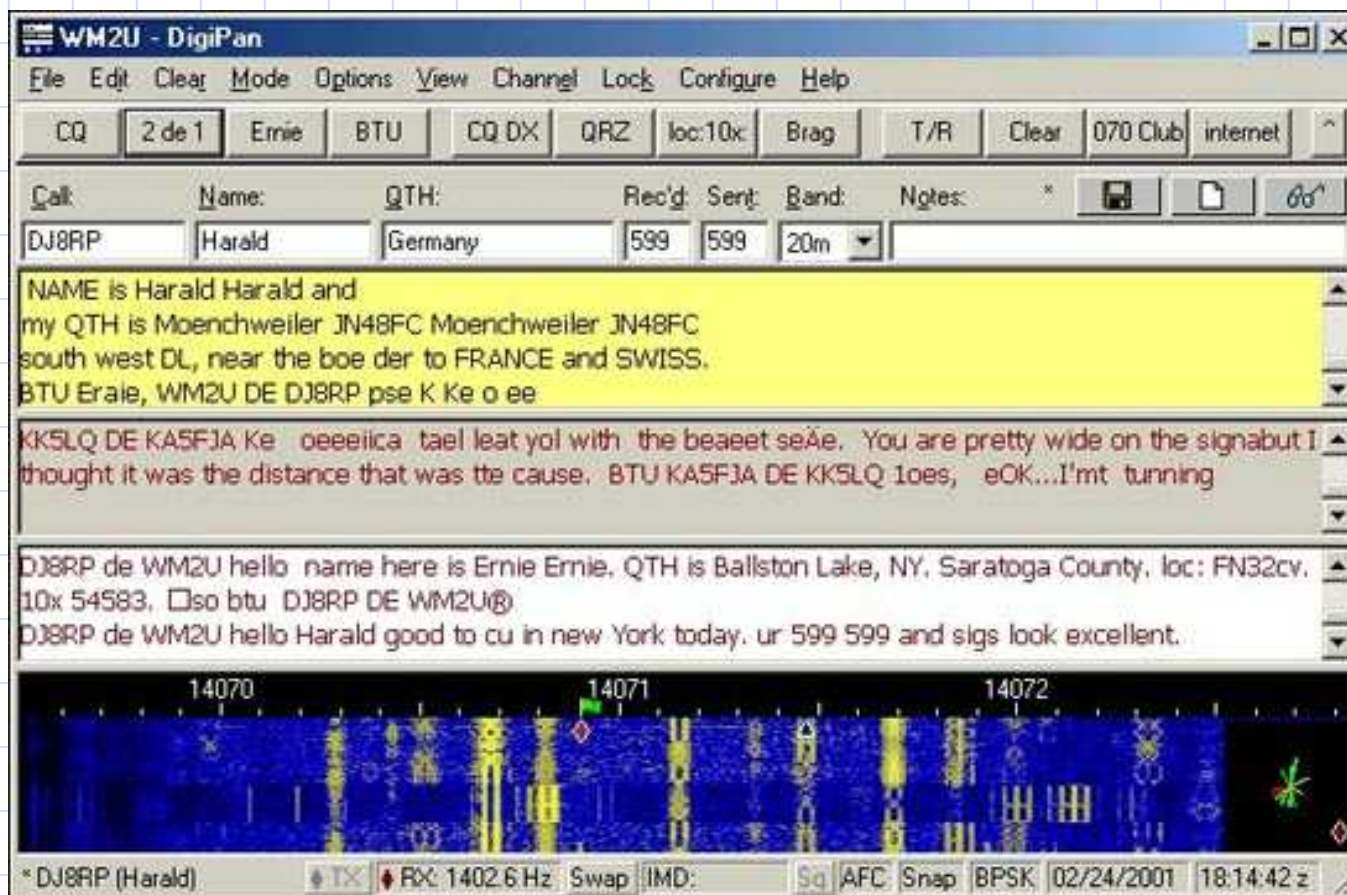 WM2U - DigiPan
File Edit Clear Mode Options View Channel Lock Configure Help
CQ 2 de 1 Ernie BTU CQ DX QRZ loc:10x: Brag T/R Clear 070 Club internet ^
Call: Name: QTH: Rec'd: Sent: Band: Notes: *
DJ8RP Harald Germany 599 599 20m
NAME is Harald Harald and
my QTH is Moenchweiler JN48FC Moenchweiler JN48FC
south west DL, near the boe der to FRANCE and SWISS.
BTU Eraie, WM2U DE DJ8RP pse K Ke o ee
KK5LQ DE KA5FJA Ke oeeeiica tael leat yol with the beaeet seÄe. You are pretty wide on the signabut I
thought it was the distance that was tte cause. BTU KA5FJA DE KK5LQ 1oes, eOK...I'mt tunning
DJ8RP de WM2U hello name here is Ernie Ernie. QTH is Ballston Lake, NY. Saratoga County. loc: FN32cv.
10x 54583. □so btu DJ8RP DE WM2U®
DJ8RP de WM2U hello Harald good to cu in new York today. ur 599 599 and sigs look excellent.
14070 14071 14072
* DJ8RP (Harald) TX RX: 1402.6 Hz Swap IMD: Sq AFC Snap BPSK 02/24/2001 18:14:42 z